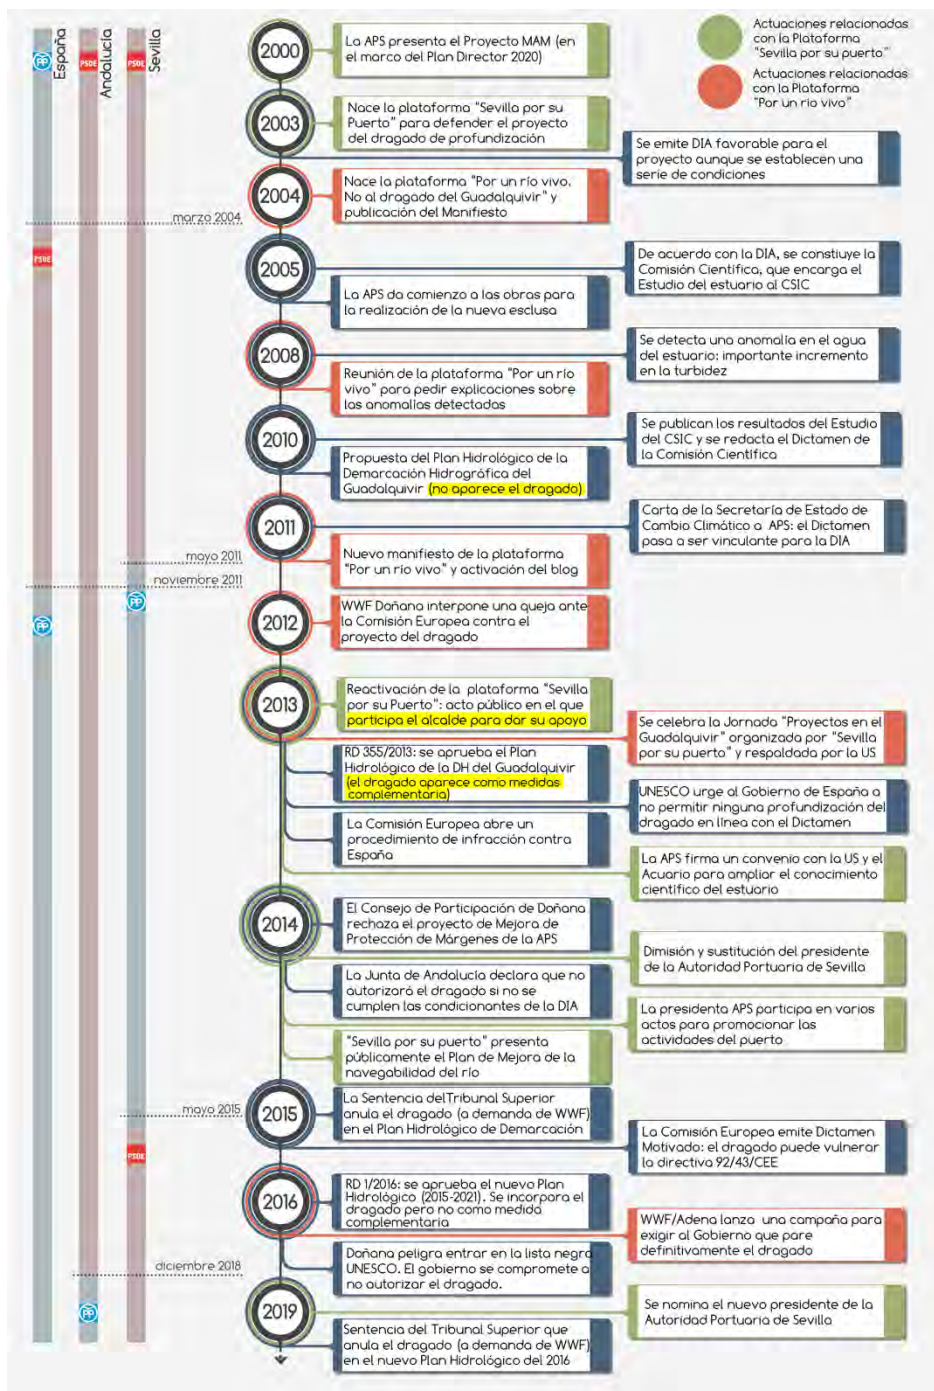 España
Andalucía
Sevilla
PP
PSOE
PSOE
Actuaciones relacionadas
con la Plataforma
"Sevilla por su puerto"
Actuaciones relacionadas
con la Plataforma
"Por un río vivo"
2000
La APS presenta el Proyecto MAM (en
el marco del Plan Director 2020)
2003
Nace la plataforma "Sevilla por su
Puerto" para defender el proyecto
del dragado de profundización
Se emite DIA favorable para el
proyecto aunque se establecen una
serie de condiciones
2004
Nace la plataforma "Por un río vivo.
No al dragado del Guadalquivir" y
publicación del Manifiesto
marzo 2004
PSOE
2005
De acuerdo con la DIA, se constiuye la
Comisión Científica, que encarga el
Estudio del estuario al CSIC
La APS da comienzo a las obras para
la realización de la nueva esclusa
2008
Se detecta una anomalía en el agua
del estuario: importante incremento
en la turbidez
Reunión de la plataforma "Por un río
vivo" para pedir explicaciones sobre
las anomalías detectadas
2010
Se publican los resultados del Estudio
del CSIC y se redacta el Dictamen de
la Comisión Científica
Propuesta del Plan Hidrológico de la
Demarcación Hidrográfica del
Guadalquivir (no aparece el dragado)
2011
Carta de la Secretaría de Estado de
Cambio Climático a APS: el Dictamen
pasa a ser vinculante para la DIA
mayo 2011
Nuevo manifiesto de la plataforma
"Por un río vivo" y activación del blog
noviembre 2011
PP
PP
2012
WWF Doñana interpone una queja ante
la Comisión Europea contra el
proyecto del dragado
2013
Reactivación de la plataforma "Sevilla
por su Puerto": acto público en el que
participa el alcalde para dar su apoyo
Se celebra la Jornada "Proyectos en el
Guadalquivir" organizada por "Sevilla
por su puerto" y respaldada por la US
RD 355/2013: se aprueba el Plan
Hidrológico de la DH del Guadalquivir
(el dragado aparece como medidas
complementaria)
UNESCO urge al Gobierno de España a
no permitir ninguna profundización del
dragado en línea con el Dictamen
La Comisión Europea abre un
procedimiento de infracción contra
España
La APS firma un convenio con la US y el
Acuario para ampliar el conocimiento
científico del estuario
2014
El Consejo de Participación de Doñana
rechaza el proyecto de Mejora de
Protección de Márgenes de la APS
Dimisión y sustitución del presidente
de la Autoridad Portuaria de Sevilla
La Junta de Andalucía declara que no
autorizará el dragado si no se
cumplen las condicionantes de la DIA
La presidenta APS participa en varios
actos para promocionar las
actividades del puerto
"Sevilla por su puerto" presenta
públicamente el Plan de Mejora de la
navegabilidad del río
mayo 2015
2015
La Sentencia delTribunal Superior
anula el dragado (a demanda de WWF)
en el Plan Hidrológico de Demarcación
PSOE
La Comisión Europea emite Dictamen
Motivado: el dragado puede vulnerar
la directiva 92/43/CEE
2016
RD 1/2016: se aprueba el nuevo Plan
Hidrológico (2015-2021). Se incorpora el
dragado pero no como medida
complementaria
WWF/Adena lanza una campaña para
exigir al Gobierno que pare
definitivamente el dragado
Doñana peligra entrar en la lista negra
UNESCO. El gobierno se compromete a
no autorizar el dragado.
diciembre 2018
PP
2019
Se nomina el nuevo presidente de la
Autoridad Portuaria de Sevilla
Sentencia del Tribunal Superior que
anula el dragado (a demanda de WWF)
en el nuevo Plan Hidrológico del 2016